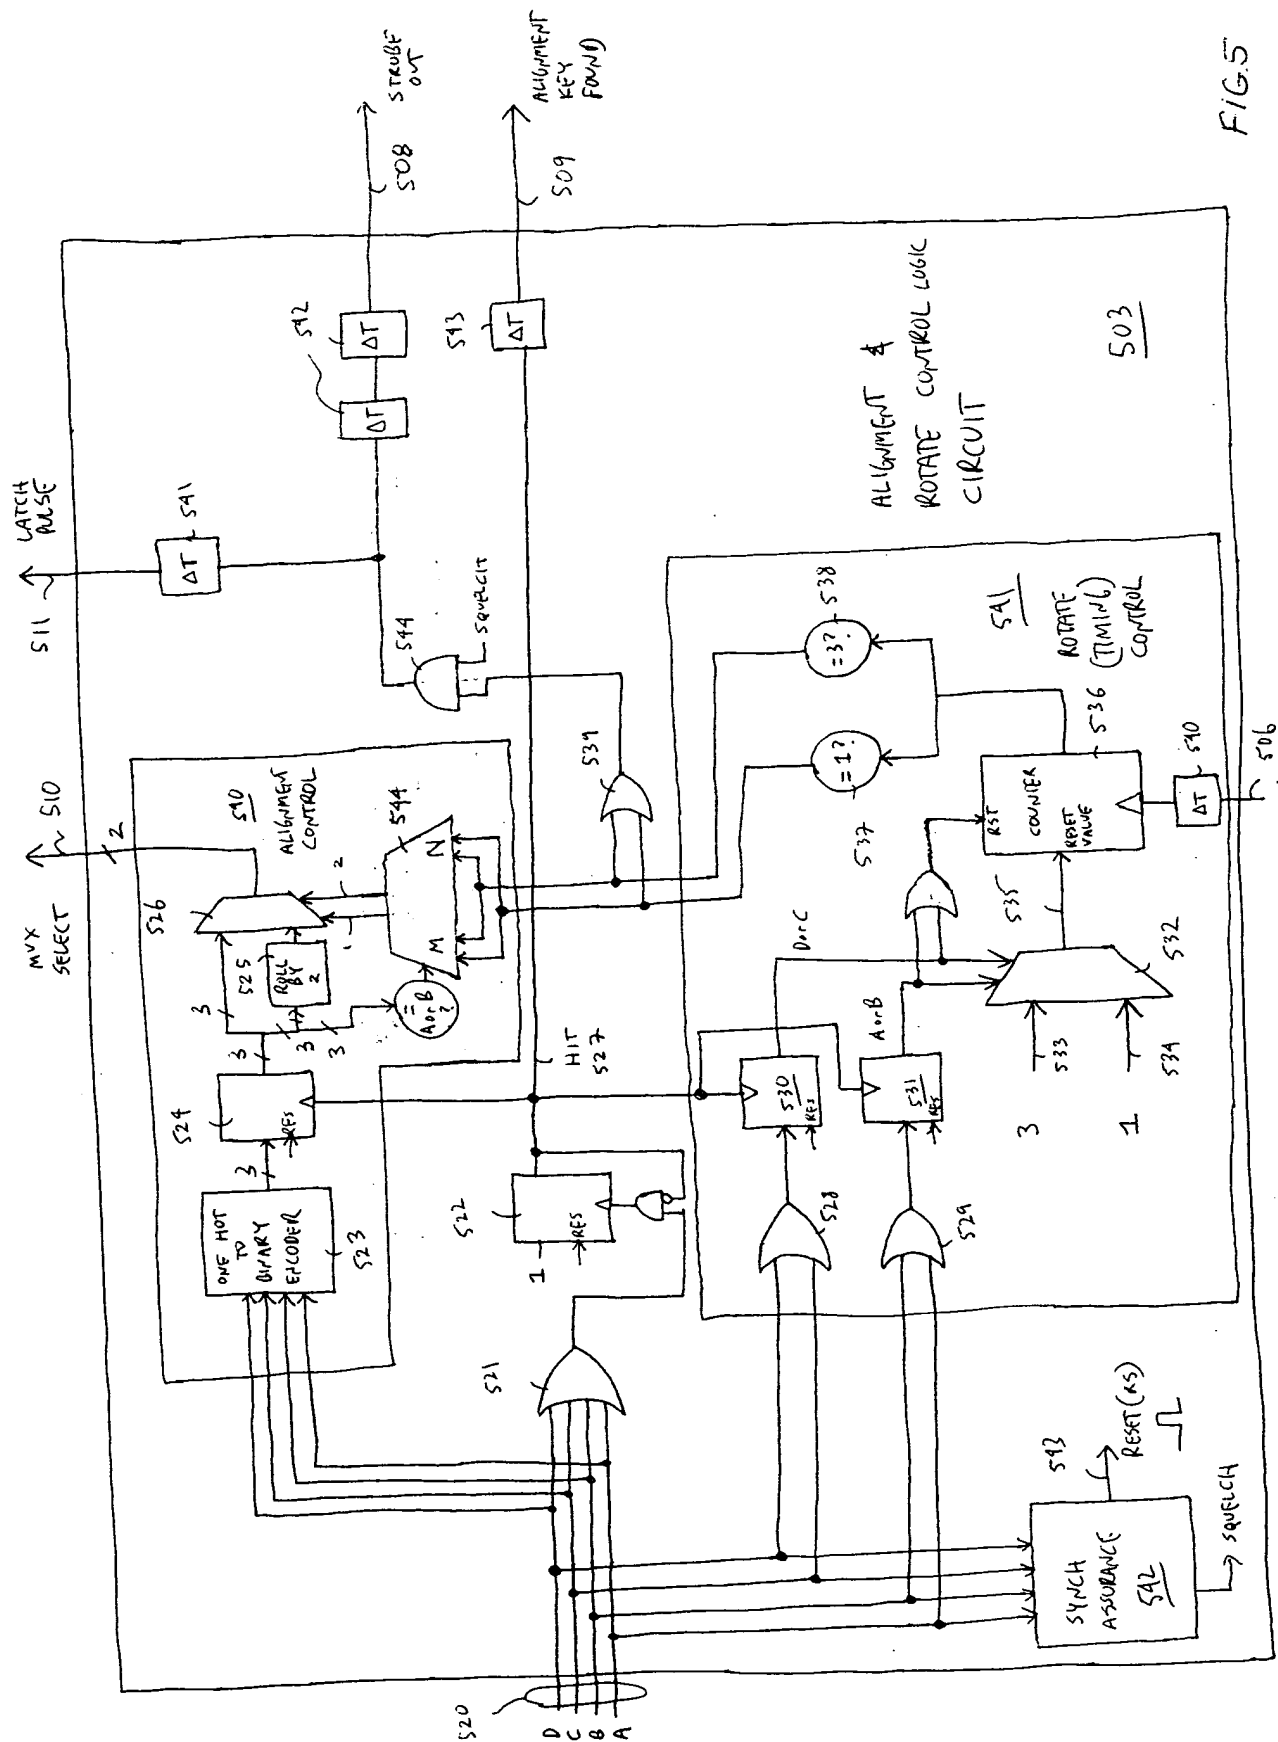 FIG. 5
MUX
SELECT
510
2
LATCH
PULSE
511
541
ΔT
STROBE
OUT
508
542
ΔT
ΔT
ALIGNMENT
KEY
FOUND
509
543
ΔT
ONE HOT
TO
BINARY
ENCODER
523
3
524
RES
3
3
3
3
525
ROLL
BY
2
526
540
ALIGNMENT
CONTROL
2
544
M
N
=
A or B
?
544
SQUELCH
539
HIT
527
522
1
RES
521
520
D
C
B
A
528
529
530
RES
531
RES
D or C
A or B
3
533
1
534
532
535
RST
COUNTER
RESET
VALUE
536
540
ΔT
506
537
=1?
538
=3?
541
ROTATE
(TIMING)
CONTROL
ALIGNMENT &
ROTATE CONTROL LOGIC
CIRCUIT
503
SYNCH
ASSURANCE
542
543
RESET (RS)
SQUELCH